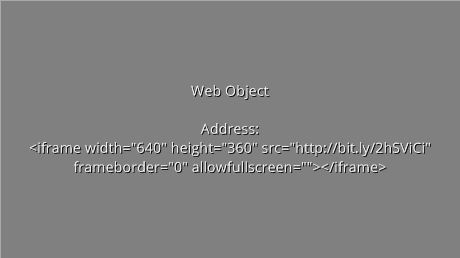 Web Object
Address:
<iframe width="640" height="360" src="http://bit.ly/2hSViCi"
frameborder="0" allowfullscreen=""></iframe>